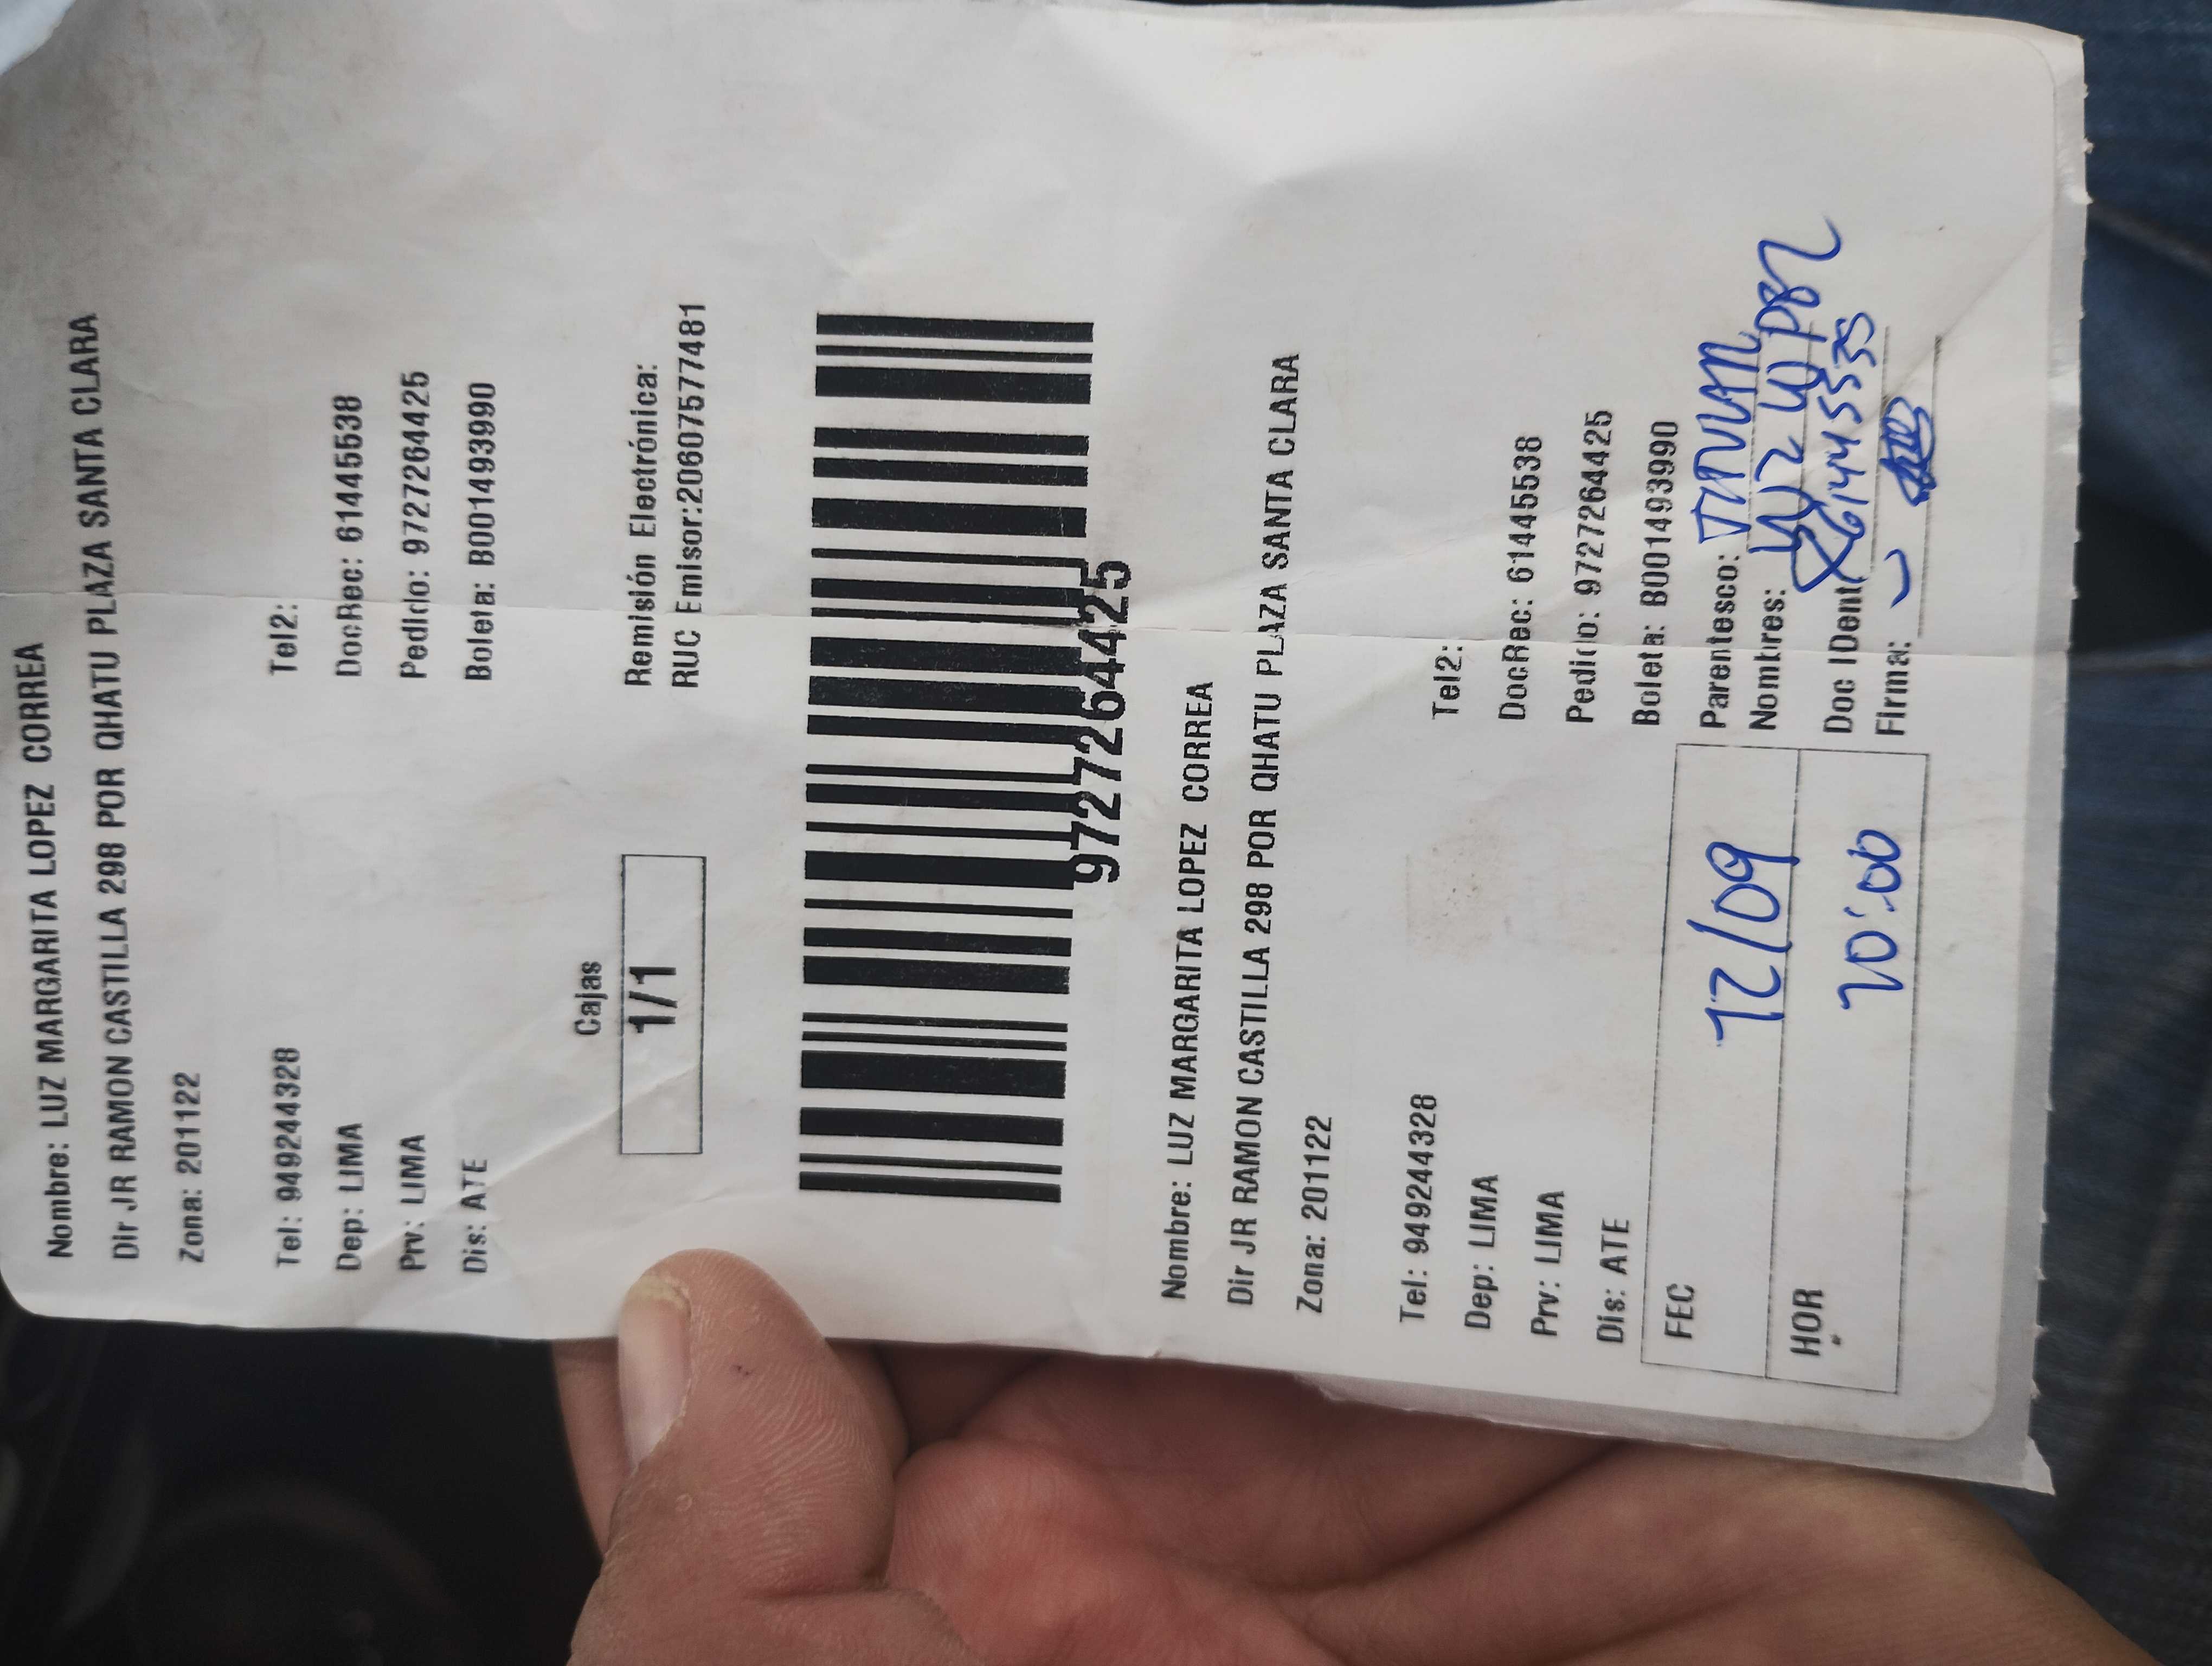 Nombre: LUZ MARGARITA LOPEZ CORREA
Dir JR RAMON CASTILLA 298 POR QHATU PLAZA SANTA CLARA
Zona: 201122
Tel: 949244328 Tel2:
Dep: LIMA DocRec: 61445538
Prv: LIMA Pedido: 9727264425
Dis: ATE Boleta: B001493990
Cajas
1/1
Remisión Electrónica:
RUC Emisor:20607577481
9727264425
Nombre: LUZ MARGARITA LOPEZ CORREA
Dir JR RAMON CASTILLA 298 POR QHATU PLAZA SANTA CLARA
Zona: 201122
Tel: 949244328 Tel2:
Dep: LIMA DocRec: 61445538
Prv: LIMA Pedido: 9727264425
Dis: ATE Boleta: B001493990
FEC 12/09 Parentesco:
Nombres:
HOR 10:00 Doc IDent
Firma: